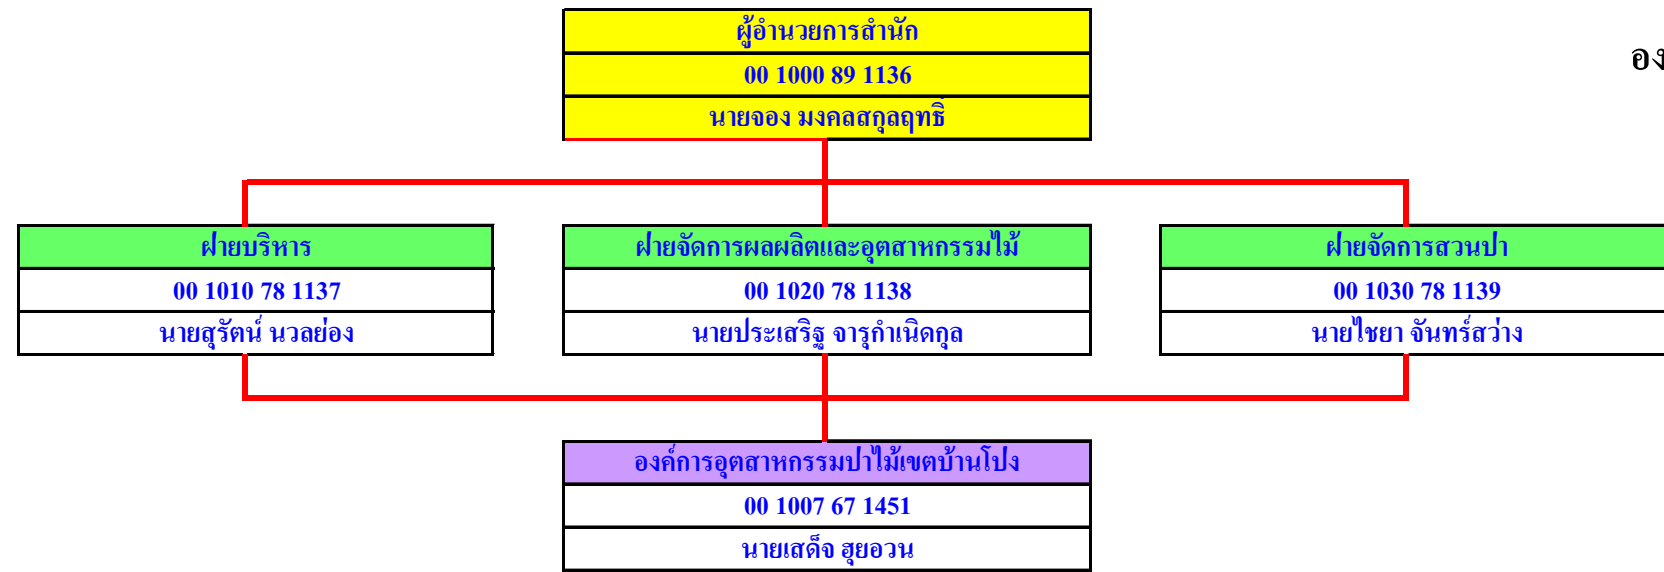 ผู้อำนวยการสำนัก
00 1000 89 1136
นายจอง มงคลสกุลฤทธิ์
อง
ฝ่ายบริหาร
00 1010 78 1137
นายสุรัตน์ นวลย่อง
ฝ่ายจัดการผลผลิตและอุตสาหกรรมไม้
00 1020 78 1138
นายประเสริฐ จารุกำเนิดกุล
ฝ่ายจัดการสวนป่า
00 1030 78 1139
นายไชยา จันทร์สว่าง
องค์การอุตสาหกรรมป่าไม้เขตบ้านโป่ง
00 1007 67 1451
นายเสด็จ ฮุยอวน